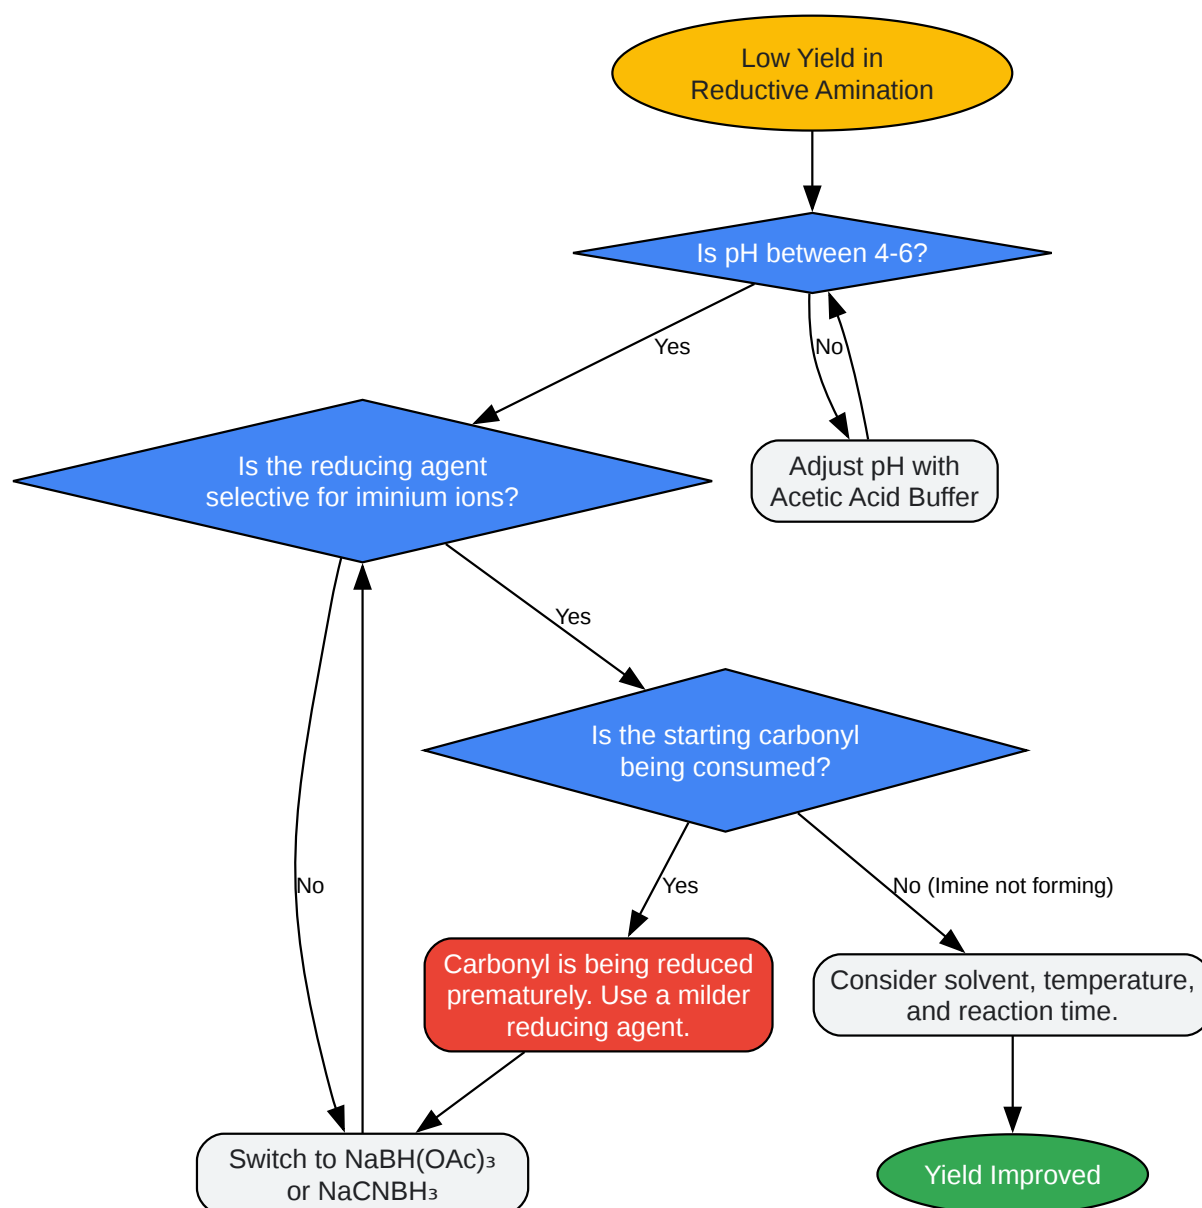 Low Yield in
Reductive Amination
Is pH between 4-6?
Yes
No
Is the reducing agent
selective for iminium ions?
Adjust pH with
Acetic Acid Buffer
Yes
Is the starting carbonyl
being consumed?
No
Yes
No (Imine not forming)
Carbonyl is being reduced
prematurely. Use a milder
reducing agent.
Consider solvent, temperature,
and reaction time.
Switch to NaBH(OAc)₃
or NaCNBH₃
Yield Improved